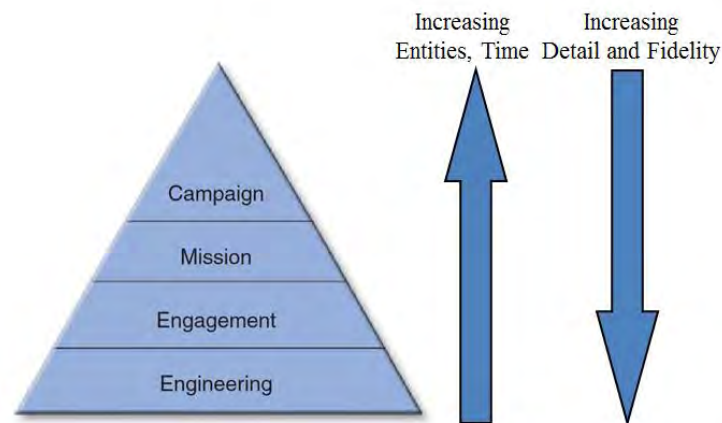 Increasing
Entities, Time
Increasing
Detail and Fidelity
Campaign
Mission
Engagement
Engineering